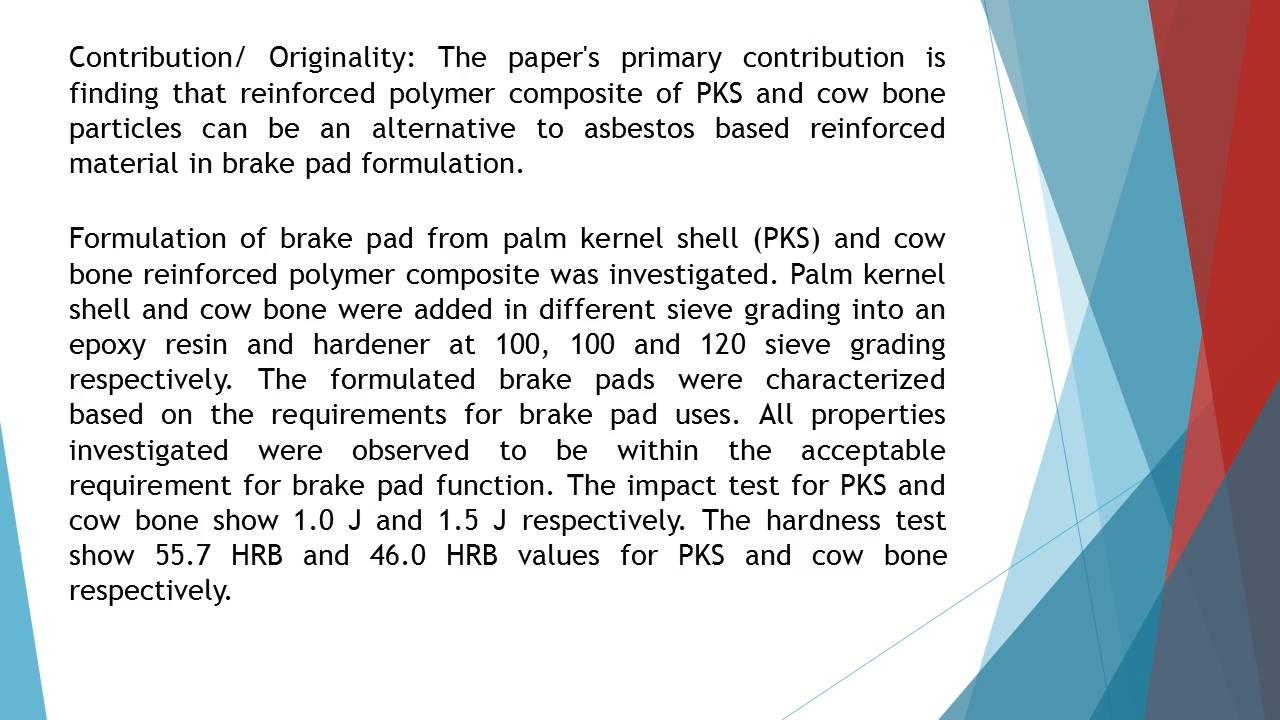 Contribution/ Originality: The paper's primary contribution is
finding that reinforced polymer composite of PKS and cow bone
particles can be an alternative to asbestos based reinforced
material in brake pad formulation.
Formulation of brake pad from palm kernel shell (PKS) and cow
bone reinforced polymer composite was investigated. Palm kernel
shell and cow bone were added in different sieve grading into an
epoxy resin and hardener at 100, 100 and 120 sieve grading
respectively. The formulated brake pads were characterized
based on the requirements for brake pad uses. All properties
investigated were observed to be within the acceptable
requirement for brake pad function. The impact test for PKS and
cow bone show 1.0 J and 1.5 J respectively. The hardness test
show 55.7 HRB and 46.0 HRB values for PKS and cow bone
respectively.